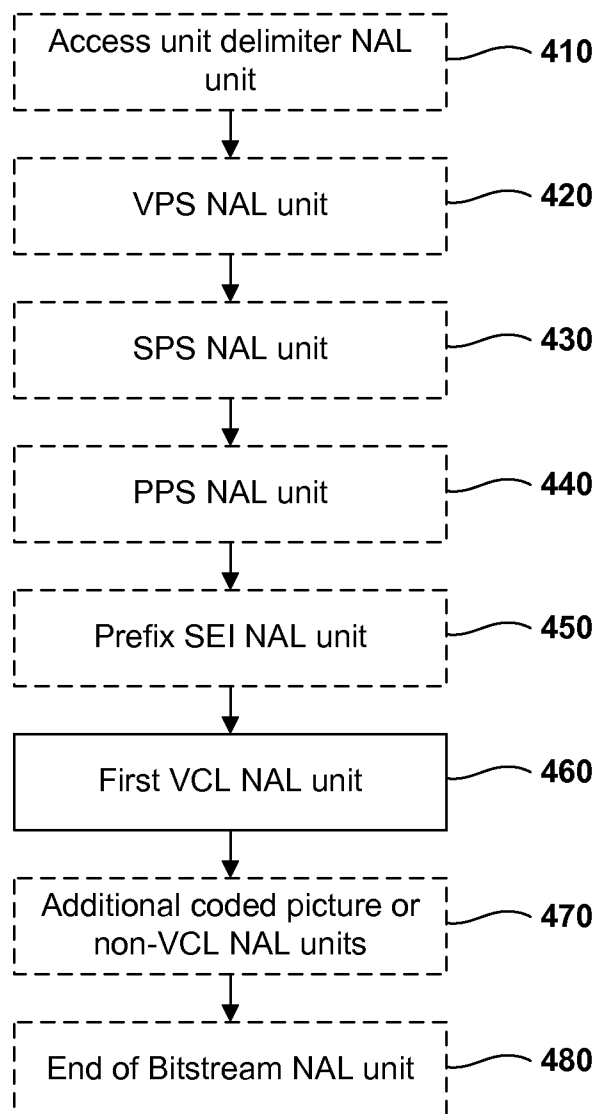 Access unit delimiter NAL
unit
410
VPS NAL unit
420
SPS NAL unit
430
PPS NAL unit
440
Prefix SEI NAL unit
450
First VCL NAL unit
460
Additional coded picture or
non-VCL NAL units
470
End of Bitstream NAL unit
480